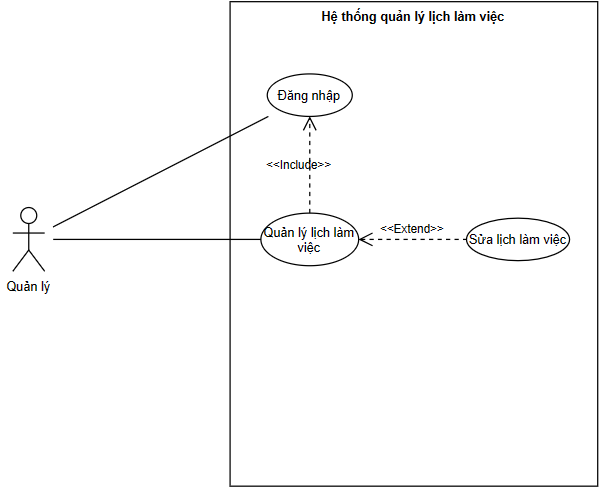 Hệ thống quản lý lịch làm việc
Đăng nhập
<<Include>>
Quản lý lịch làm
việc
<<Extend>>
Sửa lịch làm việc
Quản lý